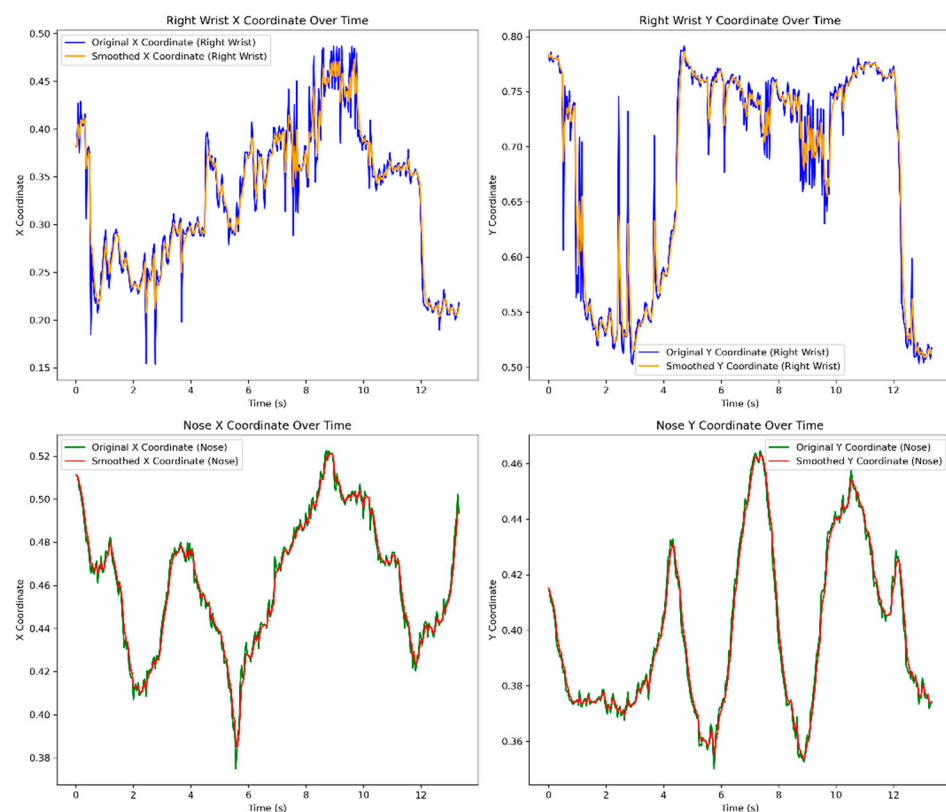 Right Wrist X Coordinate Over Time
Original X Coordinate (Right Wrist)
Smoothed X Coordinate (Right Wrist)
X Coordinate
0.50
0.45
0.40
0.35
0.30
0.25
0.20
0.15
0 2 4 6 8 10 12
Time (s)
Right Wrist Y Coordinate Over Time
Original Y Coordinate (Right Wrist)
Smoothed Y Coordinate (Right Wrist)
Y Coordinate
0.80
0.75
0.70
0.65
0.60
0.55
0.50
0 2 4 6 8 10 12
Time (s)
Nose X Coordinate Over Time
Original X Coordinate (Nose)
Smoothed X Coordinate (Nose)
X Coordinate
0.52
0.50
0.48
0.46
0.44
0.42
0.40
0.38
0 2 4 6 8 10 12
Time (s)
Nose Y Coordinate Over Time
Original Y Coordinate (Nose)
Smoothed Y Coordinate (Nose)
Y Coordinate
0.46
0.44
0.42
0.40
0.38
0.36
0 2 4 6 8 10 12
Time (s)